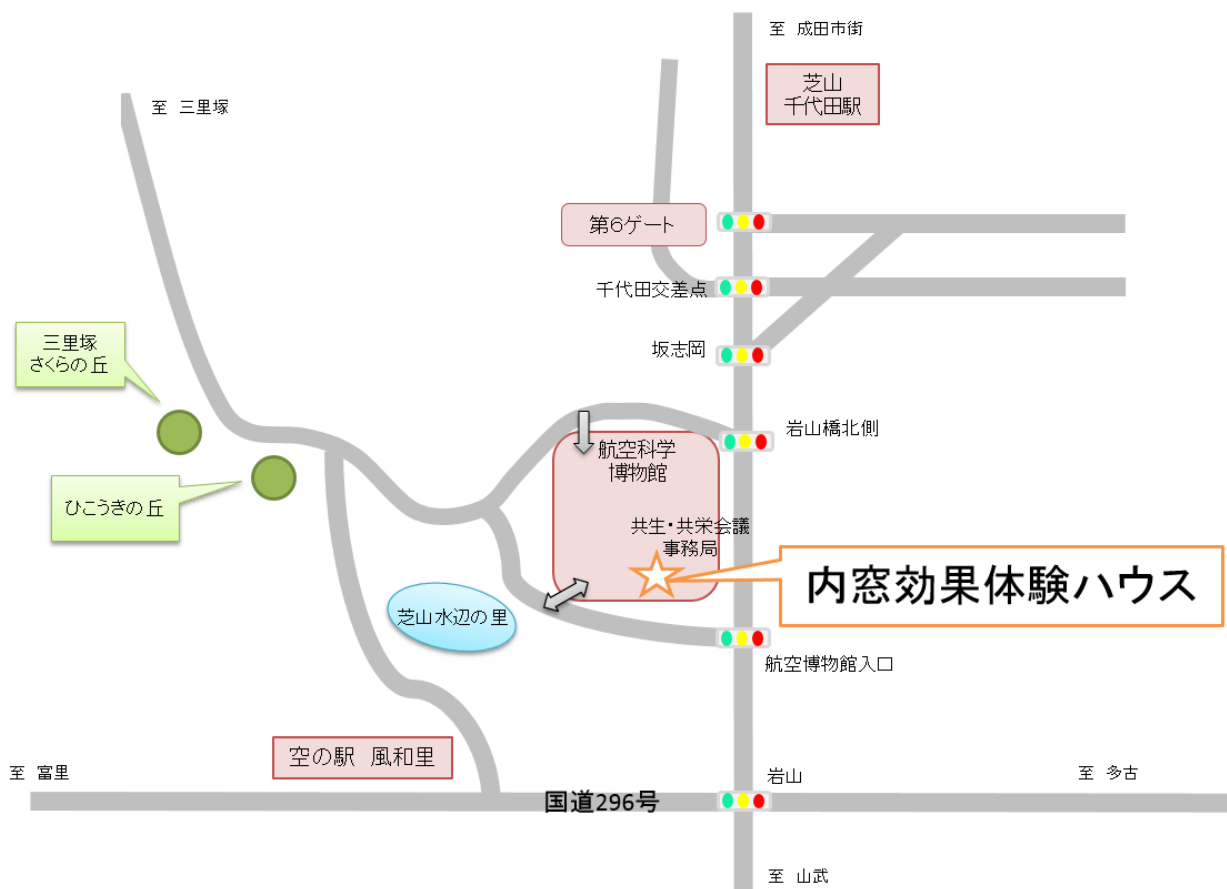 至 成田市街
芝山
千代田駅
至 三里塚
第6ゲート
千代田交差点
三里塚
さくらの丘
坂志岡
岩山橋北側
航空科学
博物館
ひこうきの丘
共生・共栄会議
事務局
内窓効果体験ハウス
芝山水辺の里
航空博物館入口
空の駅 風和里
至 富里
岩山
至 多古
国道296号
至 山武